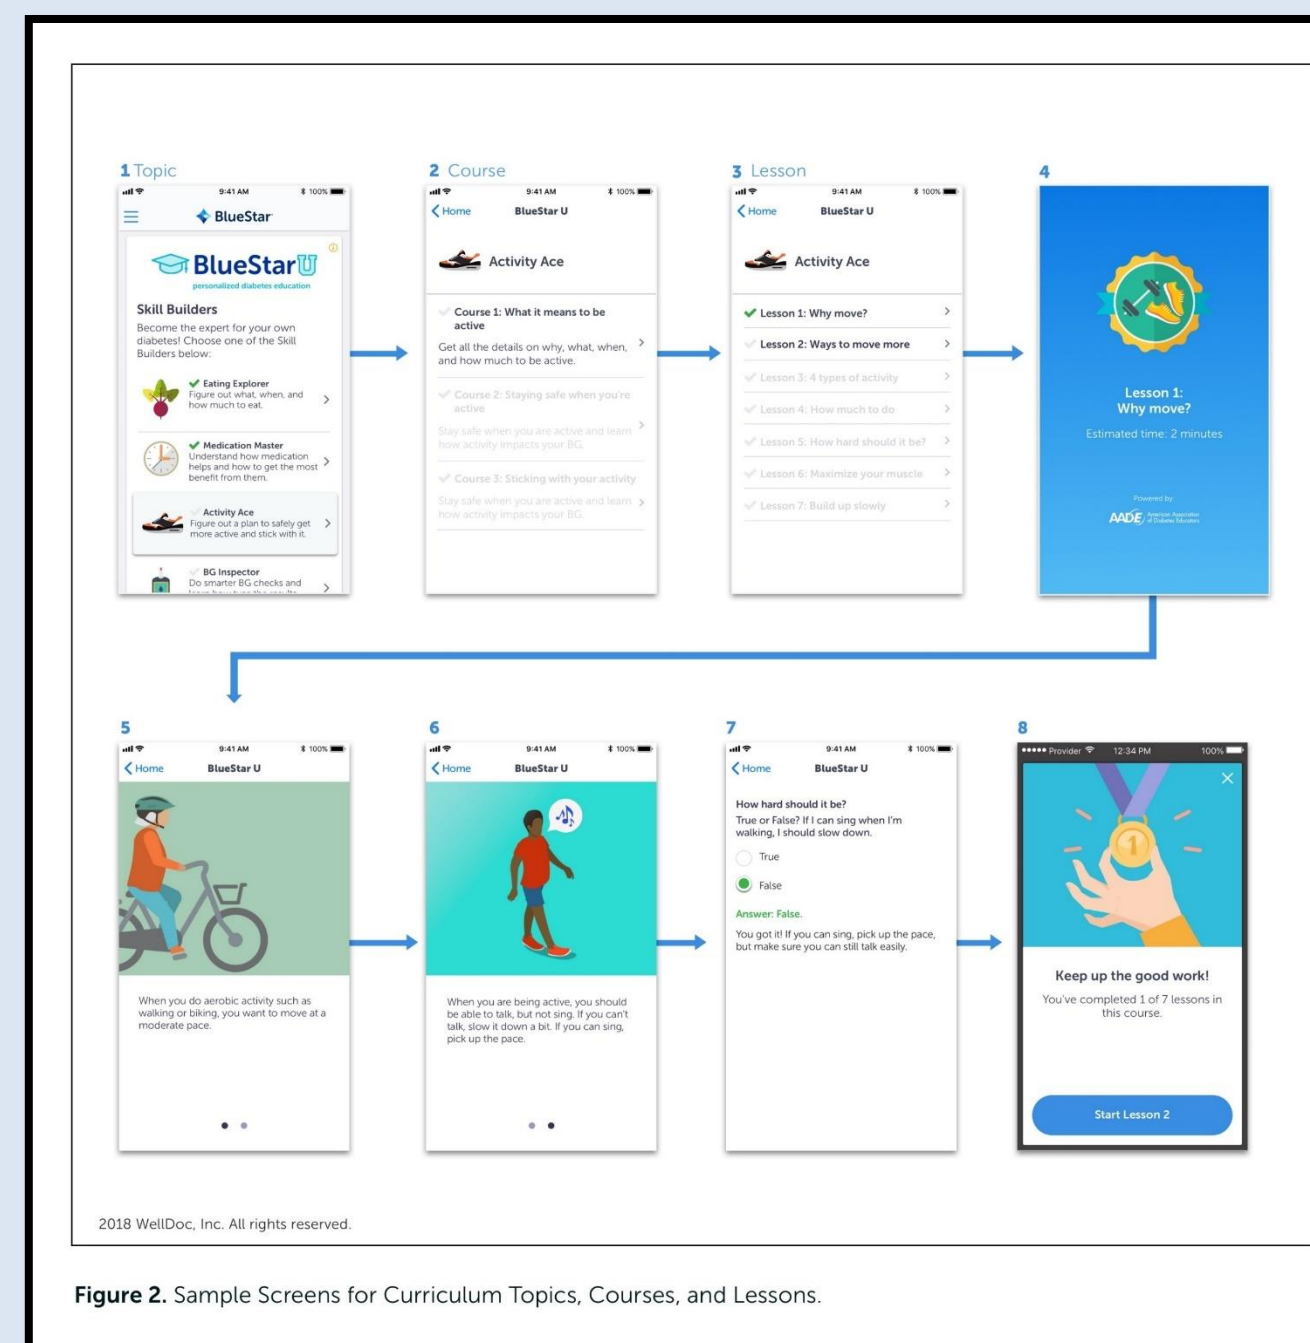 1 Topic
9:41 AM
100%
BlueStar
BlueStar U
personalized diabetes education
Skill Builders
Become the expert for your own
diabetes! Choose one of the Skill
Builders below:
Eating Explorer
Figure out what, when, and
how much to eat.
Medication Master
Understand how medication
helps and how to get the most
benefit from them.
Activity Ace
Figure out a plan to safely get
more active and stick with it.
BG Inspector
Do smarter BG checks and
2 Course
9:41 AM
100%
Home
BlueStar U
Activity Ace
Course 1: What it means to be
active
Get all the details on why, what, when,
and how much to be active.
Course 2: Staying safe when you're
active
Stay safe when you are active and learn
how activity impacts your BG.
Course 3: Sticking with your activity
Stay safe when you are active and learn
how activity impacts your BG.
3 Lesson
9:41 AM
100%
Home
BlueStar U
Activity Ace
Lesson 1: Why move?
Lesson 2: Ways to move more
Lesson 3: 4 types of activity
Lesson 4: How much to do
Lesson 5: How hard should it be?
Lesson 6: Maximize your muscle
Lesson 7: Build up slowly
4
Lesson 1:
Why move?
Estimated time: 2 minutes
Powered by
AADE American Association
of Diabetes Educators
5
9:41 AM
100%
Home
BlueStar U
When you do aerobic activity such as
walking or biking, you want to move at a
moderate pace.
6
9:41 AM
100%
Home
BlueStar U
When you are being active, you should
be able to talk, but not sing. If you can't
talk, slow it down a bit. If you can sing,
pick up the pace.
7
9:41 AM
100%
Home
BlueStar U
How hard should it be?
True or False? If I can sing when I'm
walking, I should slow down.
True
False
Answer: False.
You got it! If you can sing, pick up the pace,
but make sure you can still talk easily.
8
Provider
12:34 PM
100%
1
Keep up the good work!
You've completed 1 of 7 lessons in
this course.
Start Lesson 2
2018 WellDoc, Inc. All rights reserved.
Figure 2. Sample Screens for Curriculum Topics, Courses, and Lessons.